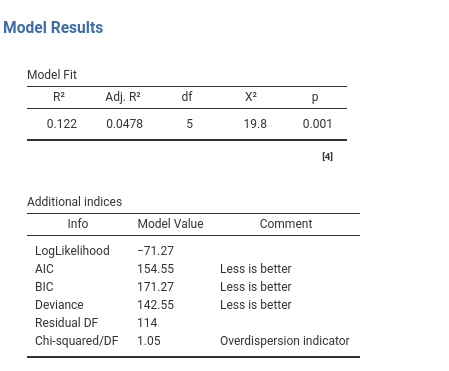 Model Results
Model Fit
R² Adj. R² df X² p
0.122 0.0478 5 19.8 0.001
[4]
Additional indices
Info Model Value Comment
LogLikelihood −71.27
AIC 154.55 Less is better
BIC 171.27 Less is better
Deviance 142.55 Less is better
Residual DF 114
Chi-squared/DF 1.05 Overdispersion indicator